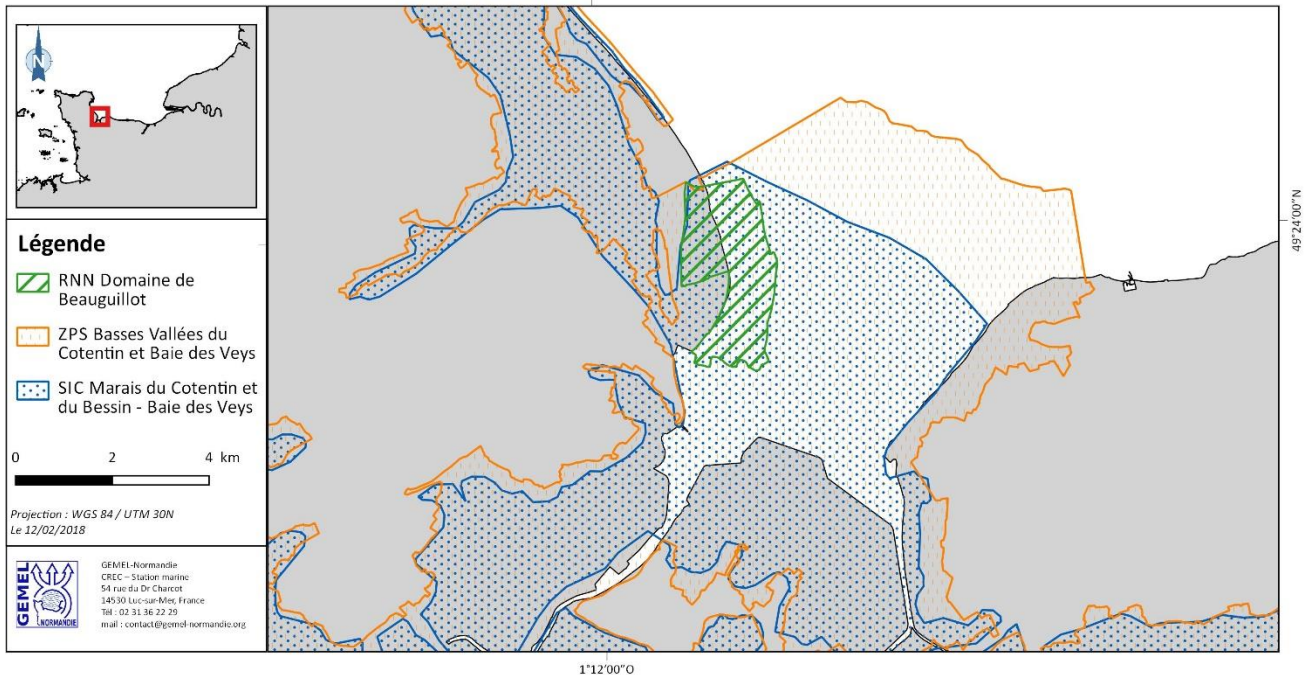 N
Légende
RNN Domaine de
Beauguillot
ZPS Basses Vallées du
Cotentin et Baie des Veys
SIC Marais du Cotentin et
du Bessin - Baie des Veys
0 2 4 km
Projection : WGS 84 / UTM 30N
Le 12/02/2018
GEMEL
NORMANDIE
GEMEL-Normandie
CREC – Station marine
54 rue du Dr Charcot
14530 Luc-sur-Mer, France
Tél : 02 31 36 22 29
mail : contact@gemel-normandie.org
49°24'00"N
1°12'00"O